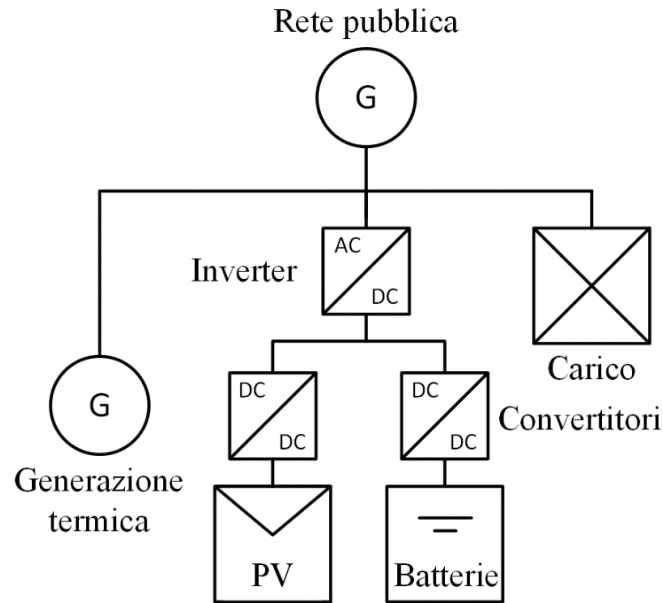 Rete pubblica
G
AC
DC
Inverter
Carico
DC
DC
DC
DC
Convertitori
G
Generazione
termica
PV
Batterie